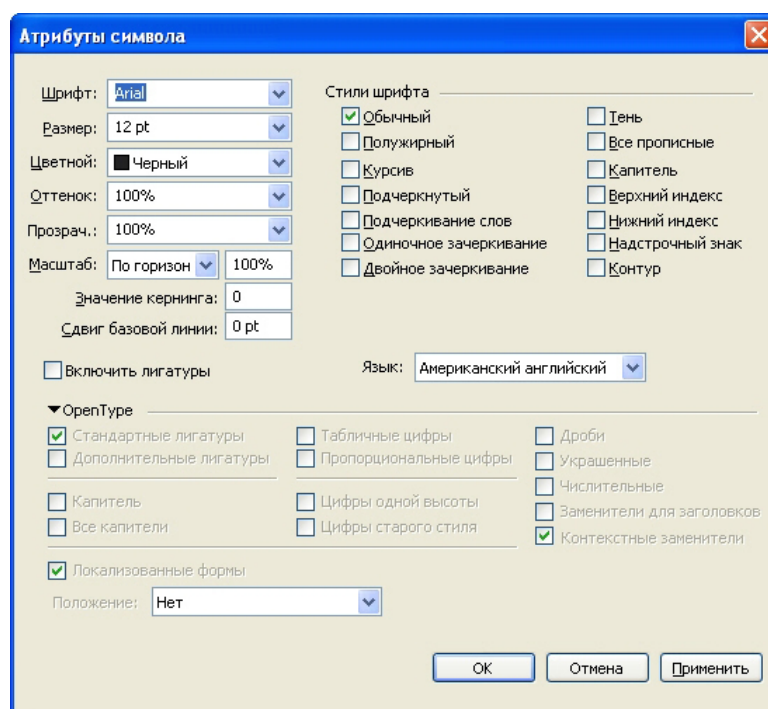 Атрибуты символа
Шрифт: Arial
Размер: 12 pt
Цветной: Черный
Оттенок: 100%
Прозрач.: 100%
Масштаб: По горизон 100%
Значение кернинга: 0
Сдвиг базовой линии: 0 pt
Стили шрифта
Обычный
Полужирный
Курсив
Подчеркнутый
Подчеркивание слов
Одиночное зачеркивание
Двойное зачеркивание
Тень
Все прописные
Капитель
Верхний индекс
Нижний индекс
Надстрочный знак
Контур
Включить лигатуры
Язык: Американский английский
OpenType
Стандартные лигатуры
Дополнительные лигатуры
Капитель
Все капители
Табличные цифры
Пропорциональные цифры
Цифры одной высоты
Цифры старого стиля
Дроби
Украшенные
Числительные
Заменители для заголовков
Контекстные заменители
Локализованные формы
Положение: Нет
ОК
Отмена
Применить